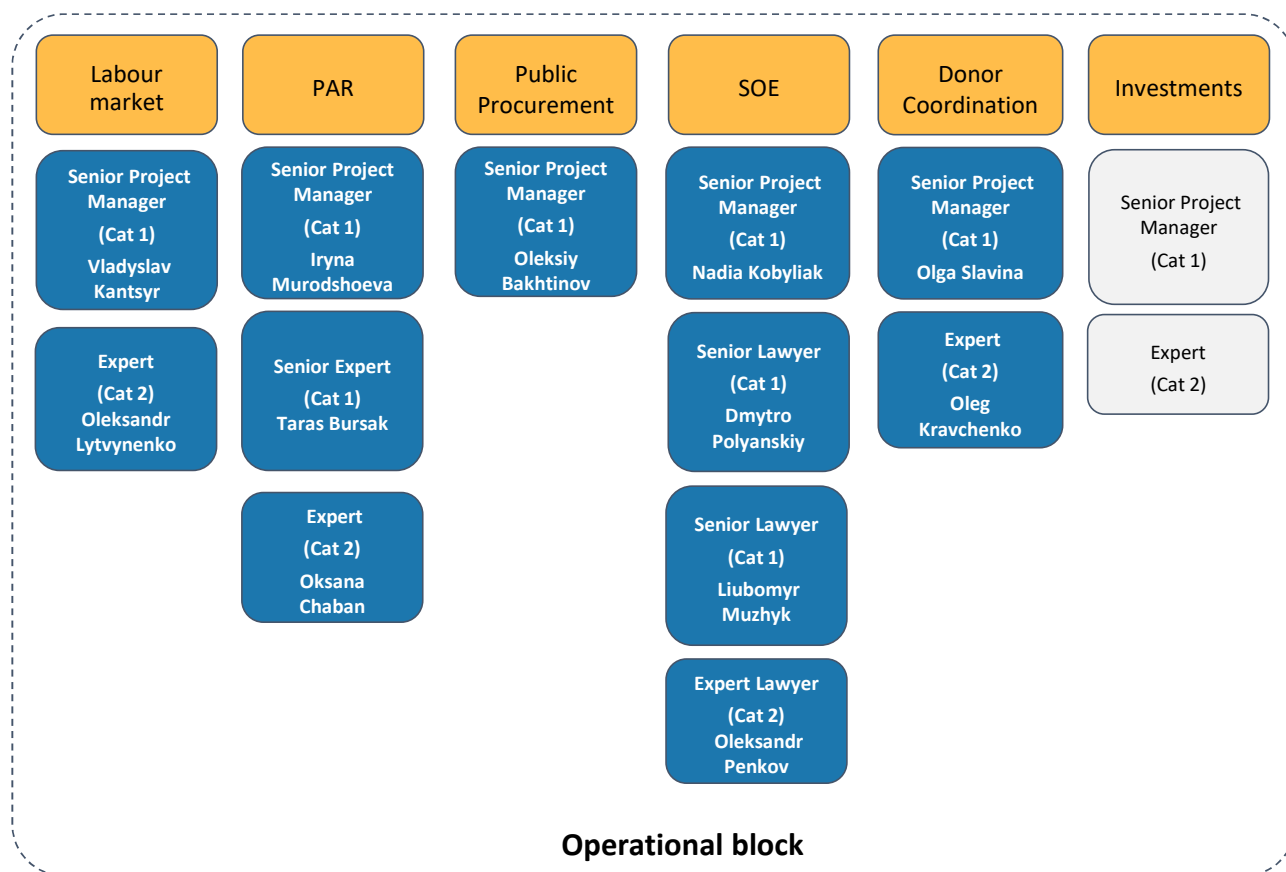 Labour
market
PAR
Public
Procurement
SOE
Donor
Coordination
Investments
Senior Project
Manager
(Cat 1)
Vladyslav
Kantsyr
Expert
(Cat 2)
Oleksandr
Lytvynenko
Senior Project
Manager
(Cat 1)
Iryna
Murodshoeva
Senior Expert
(Cat 1)
Taras Bursak
Expert
(Cat 2)
Oksana
Chaban
Senior Project
Manager
(Cat 1)
Oleksiy
Bakhtinov
Senior Project
Manager
(Cat 1)
Nadia Kobyliak
Senior Lawyer
(Cat 1)
Dmytro
Polyanskiy
Senior Lawyer
(Cat 1)
Liubomyr
Muzhyk
Expert Lawyer
(Cat 2)
Oleksandr
Penkov
Senior Project
Manager
(Cat 1)
Olga Slavina
Expert
(Cat 2)
Oleg
Kravchenko
Senior Project
Manager
(Cat 1)
Expert
(Cat 2)
Operational block